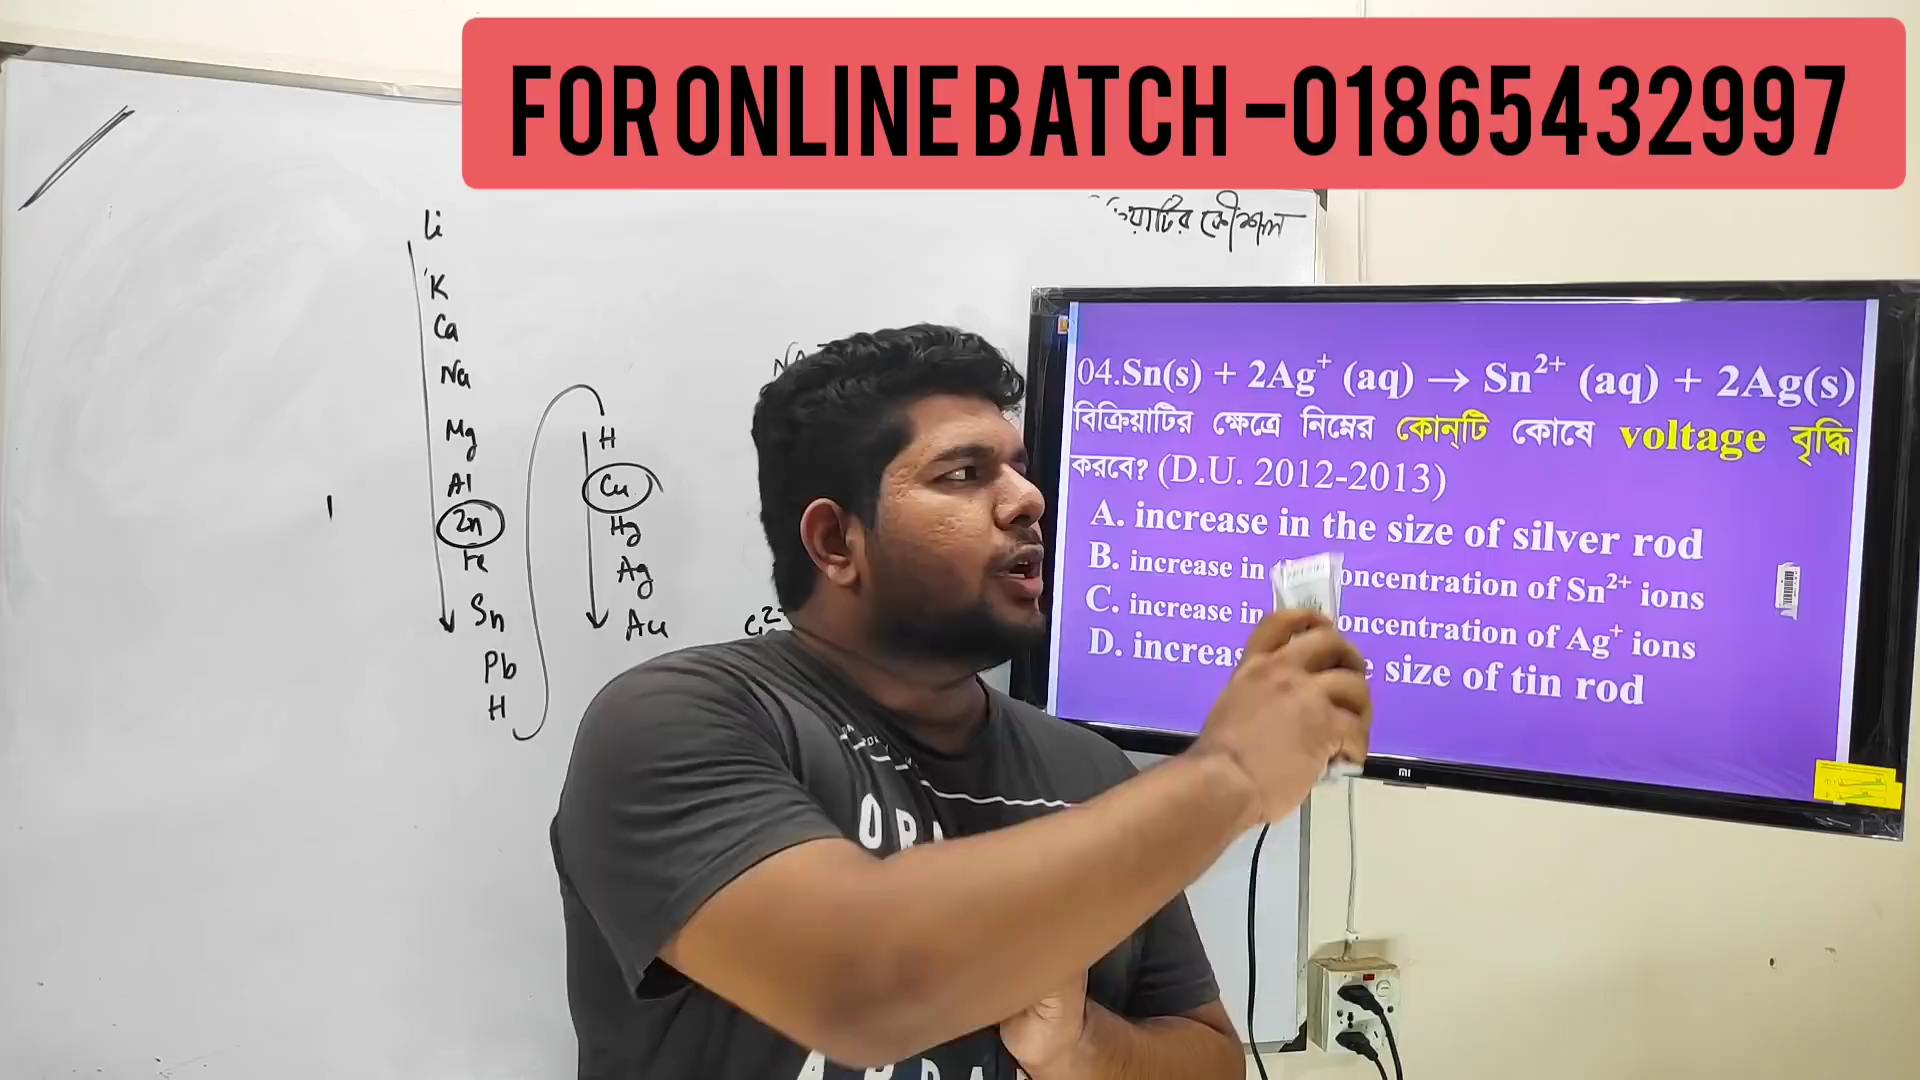 FOR ONLINE BATCH -01865432997
য়াটির কৌশল
Li
K
Ca
Na
Mg
Al
Zn
Fe
Sn
Pb
H
H
Cu
Hg
Ag
Au
04.Sn(s) + 2Ag⁺ (aq) → Sn²⁺ (aq) + 2Ag(s)
বিক্রিয়াটির ক্ষেত্রে নিম্নের কোন্‌টি কোষে voltage বৃদ্ধি
করবে? (D.U. 2012-2013)
A. increase in the size of silver rod
B. increase in oncentration of Sn²⁺ ions
C. increase in oncentration of Ag⁺ ions
D. increas e size of tin rod
mi